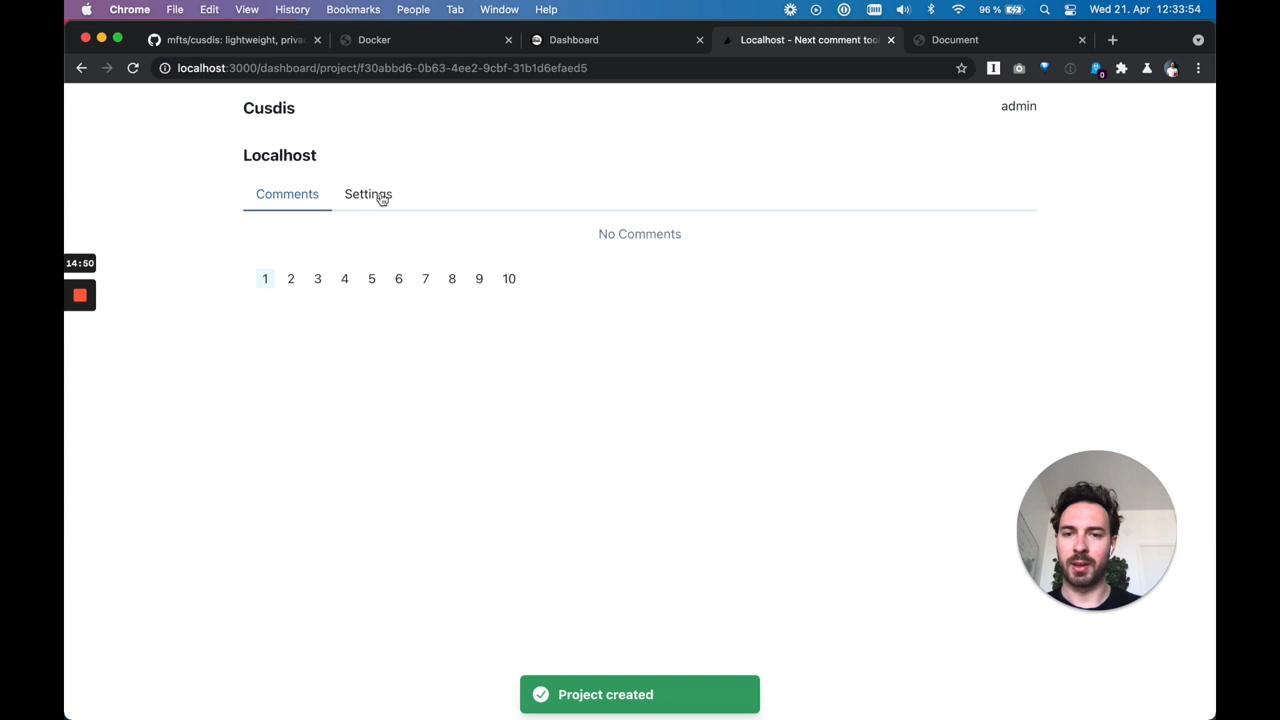 Chrome File Edit View History Bookmarks People Tab Window Help 96 % Wed 21. Apr 12:33:54
mfts/cusdis: lightweight, priva Docker Dashboard Localhost - Next comment tool Document
localhost:3000/dashboard/project/f30abbd6-0b63-4ee2-9cbf-31b1d6efaed5
0
Cusdis admin
Localhost
Comments Settings
No Comments
14:50
1 2 3 4 5 6 7 8 9 10
Project created